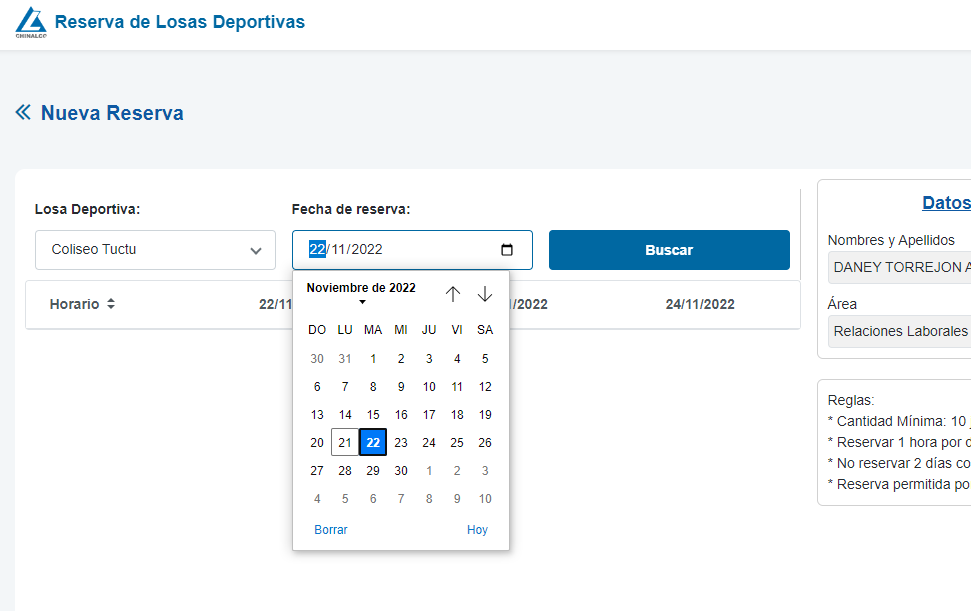 CHINALCO
Reserva de Losas Deportivas
Nueva Reserva
Losa Deportiva:
Fecha de reserva:
Coliseo Tuctu
22/11/2022
Buscar
Horario
22/11
/2022
24/11/2022
Noviembre de 2022
DO LU MA MI JU VI SA
30 31 1 2 3 4 5
6 7 8 9 10 11 12
13 14 15 16 17 18 19
20 21 22 23 24 25 26
27 28 29 30 1 2 3
4 5 6 7 8 9 10
Borrar
Hoy
Datos
Nombres y Apellidos
DANEY TORREJON A
Área
Relaciones Laborales
Reglas:
* Cantidad Mínima: 10
* Reservar 1 hora por d
* No reservar 2 días co
* Reserva permitida po